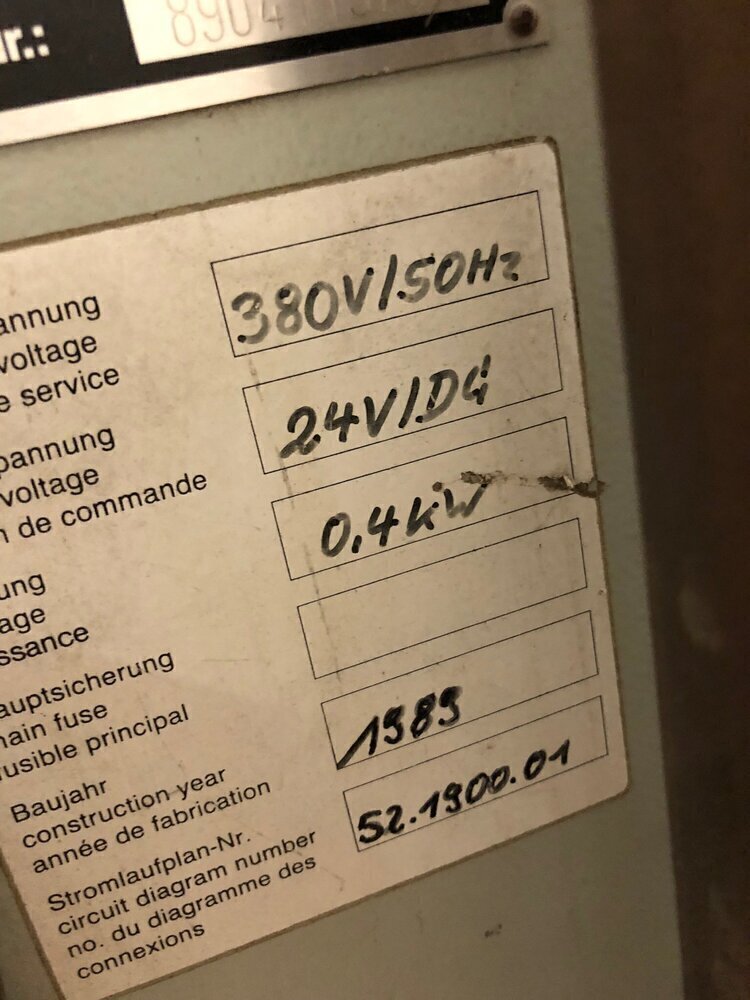 r.:
annung
voltage
e service
380V/50Hz
pannung
voltage
n de commande
24V/DC
ung
age
ssance
0,4kW
auptsicherung
main fuse
fusible principal
Baujahr
construction year
année de fabrication
1989
Stromlaufplan-Nr.
circuit diagram number
no. du diagramme des
connexions
52.1900.01